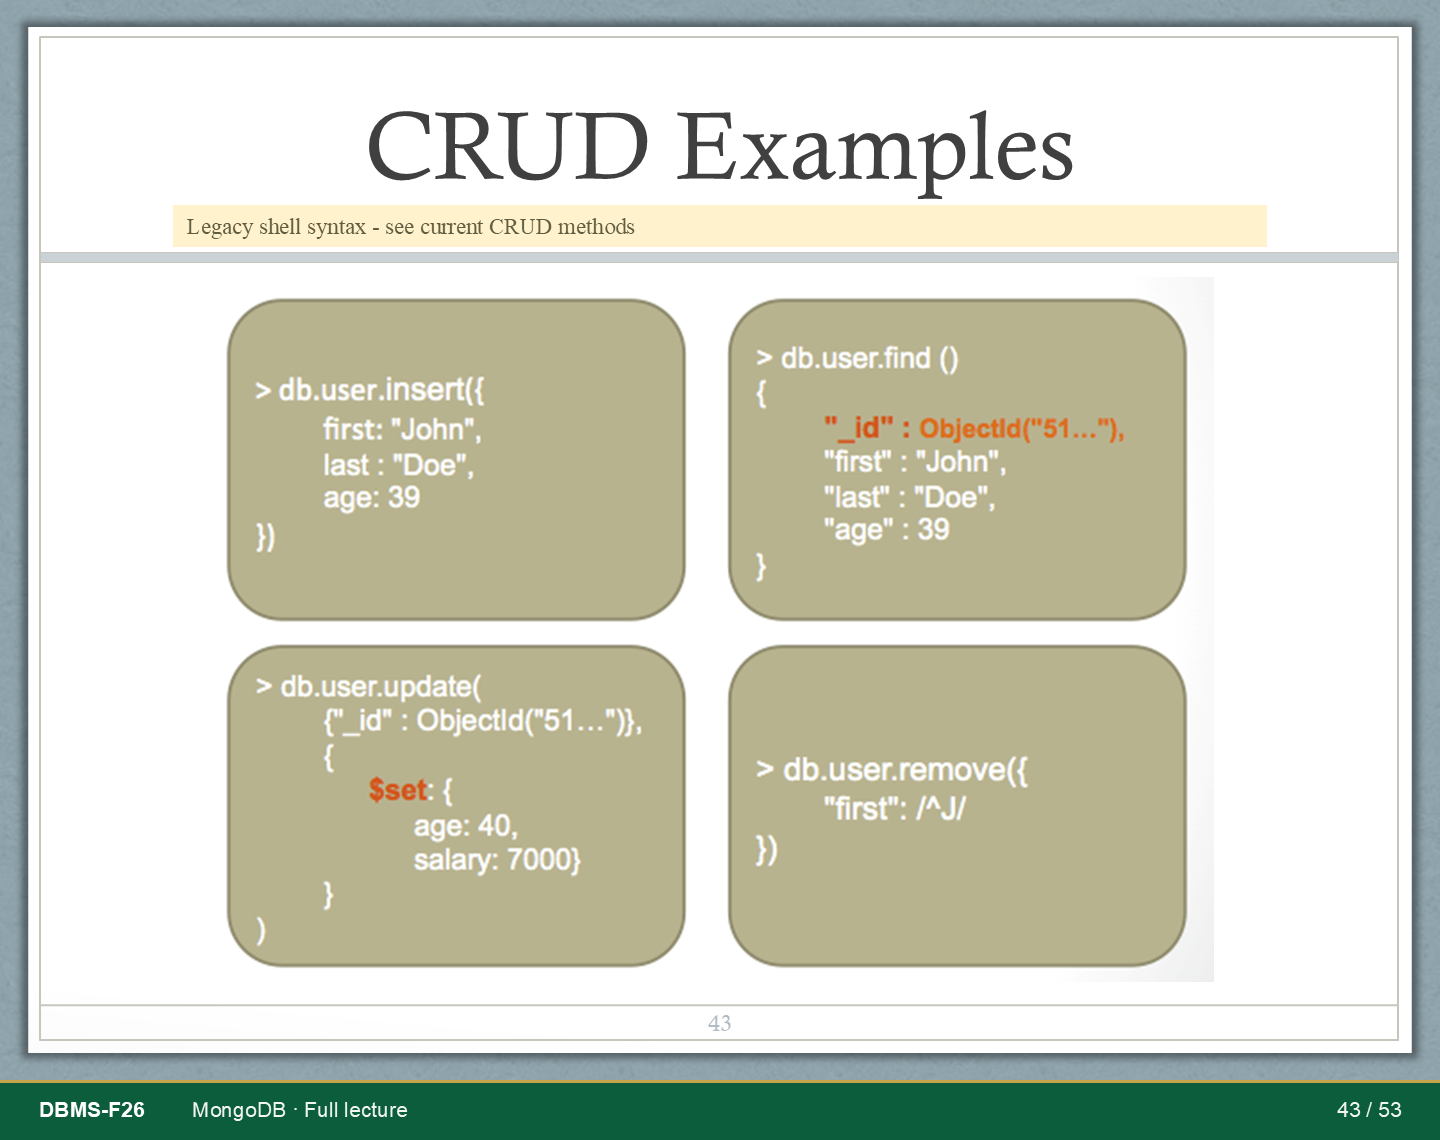 CRUD Examples
Legacy shell syntax - see current CRUD methods
> db.user.insert({
first: "John",
last : "Doe",
age: 39
})
> db.user.find ()
{
"_id" : ObjectId("51…"),
"first" : "John",
"last" : "Doe",
"age" : 39
}
> db.user.update(
{"_id" : ObjectId("51…")},
{
$set: {
age: 40,
salary: 7000}
}
)
> db.user.remove({
"first": /^J/
})
43
DBMS-F26 MongoDB · Full lecture 43 / 53